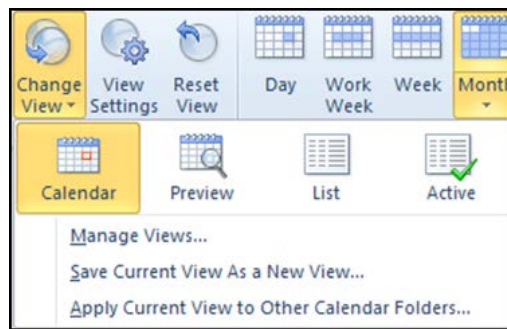 Change View Reset Day Work Week Month
View Settings View Week
Calendar Preview List Active
Manage Views...
Save Current View As a New View...
Apply Current View to Other Calendar Folders...